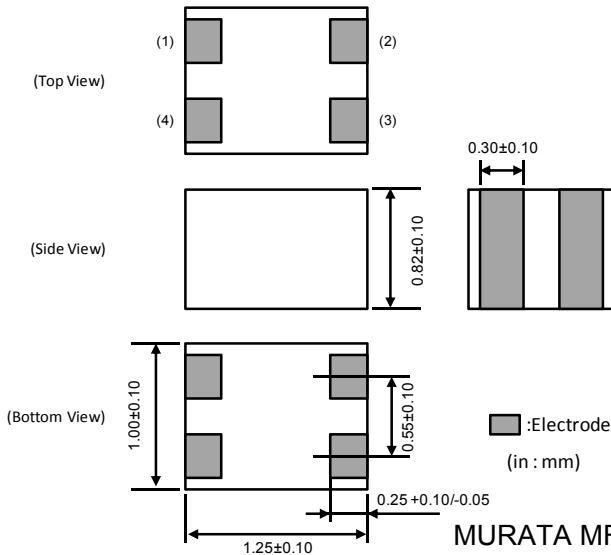 (1)
(2)
(Top View)
(4)
(3)
0.30±0.10
(Side View)
0.82±0.10
(Bottom View)
1.00±0.10
0.55±0.10
:Electrode
(in : mm)
0.25 +0.10/-0.05
1.25±0.10
MURATA